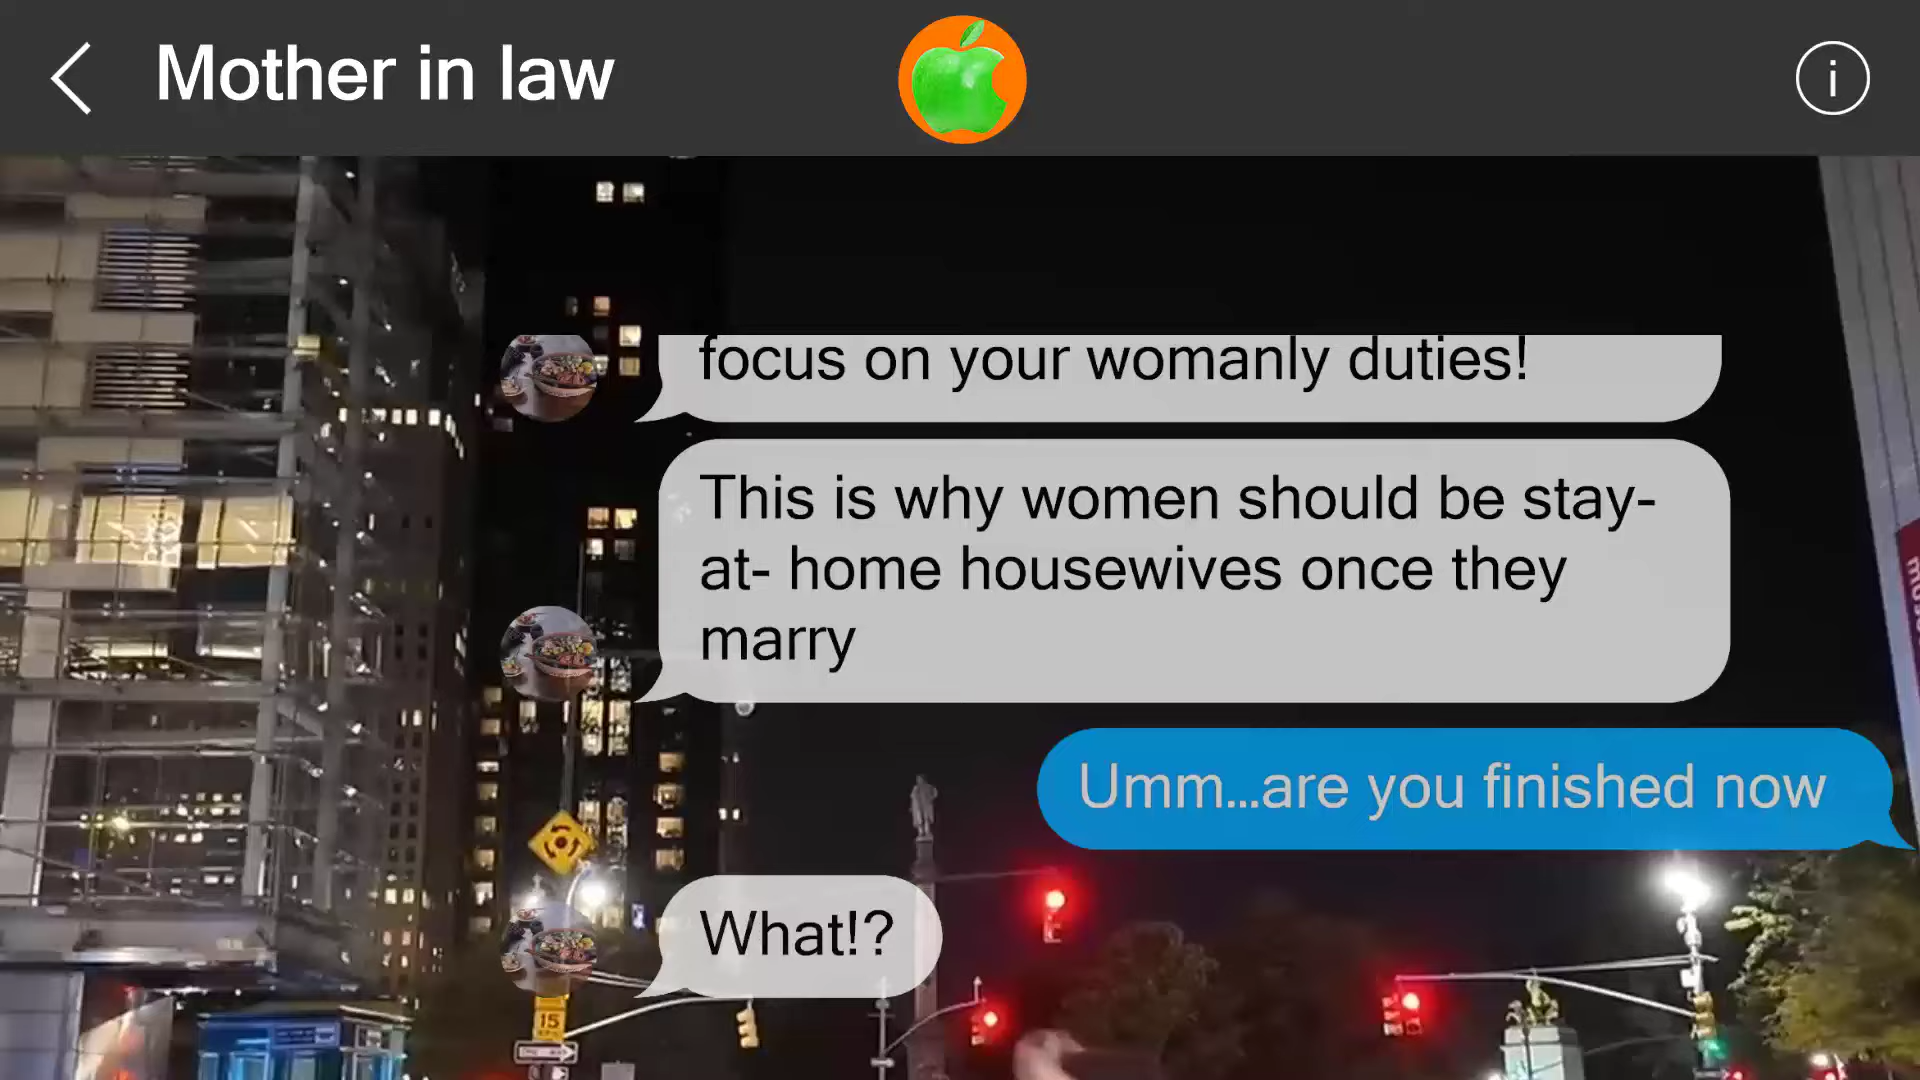 Mother in law
i
focus on your womanly duties!
This is why women should be stay-
at- home housewives once they
marry
Umm...are you finished now
What!?
15